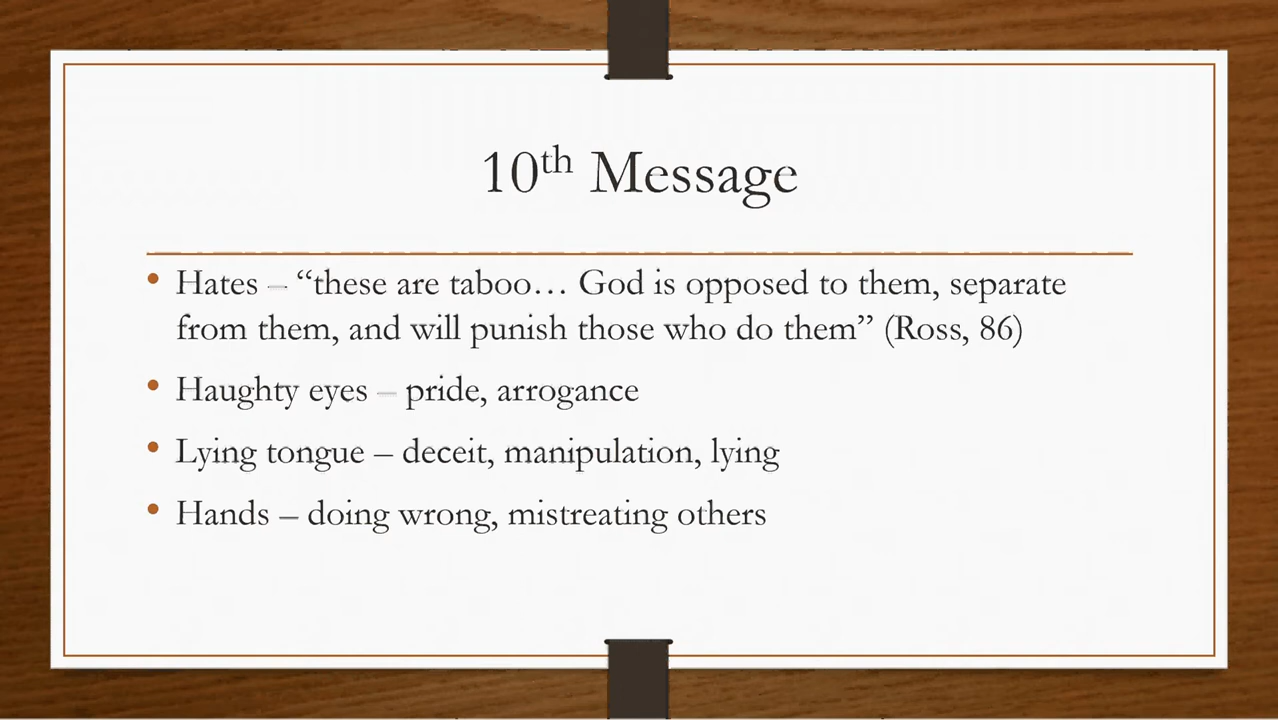 10th Message
• Hates – “these are taboo… God is opposed to them, separate
from them, and will punish those who do them” (Ross, 86)
• Haughty eyes – pride, arrogance
• Lying tongue – deceit, manipulation, lying
• Hands – doing wrong, mistreating others